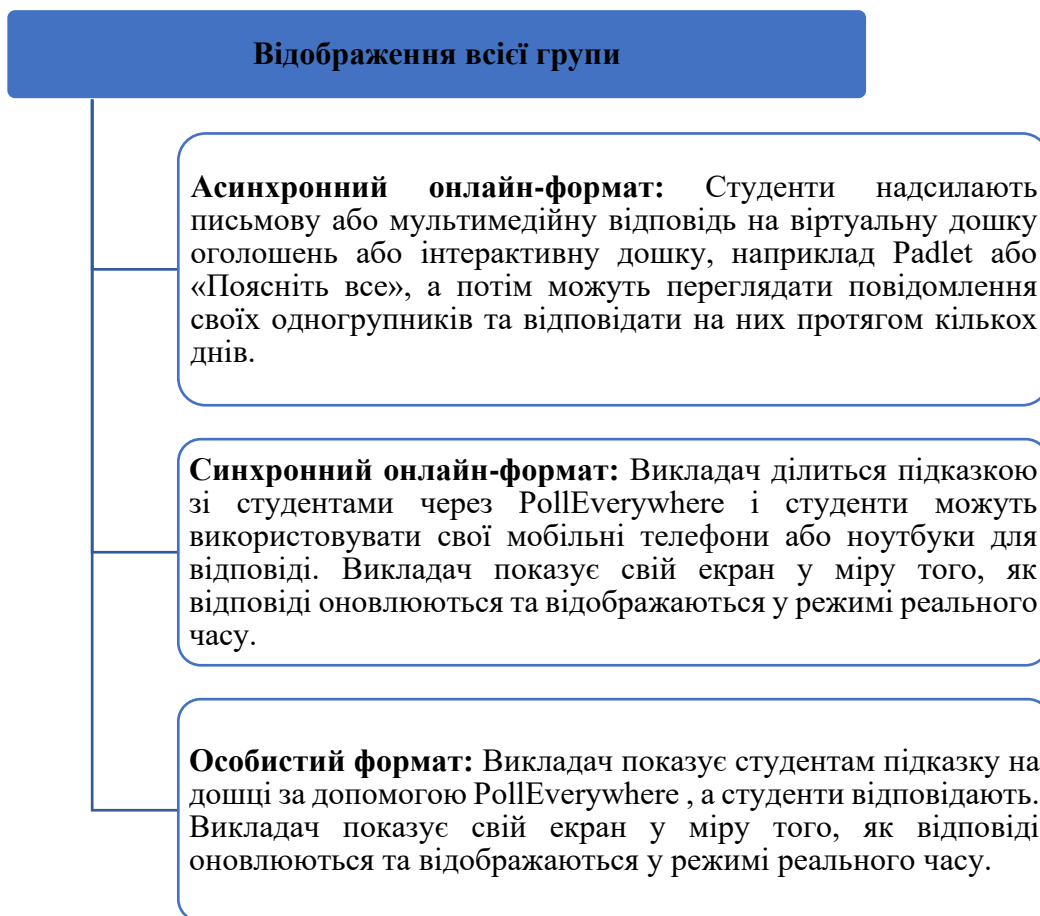 Відображення всієї групи
Асинхронний онлайн-формат: Студенти надсилають
письмову або мультимедійну відповідь на віртуальну дошку
оголошень або інтерактивну дошку, наприклад Padlet або
«Поясніть все», а потім можуть переглядати повідомлення
своїх одногрупників та відповідати на них протягом кількох
днів.
Синхронний онлайн-формат: Викладач ділиться підказкою
зі студентами через PollEverywhere і студенти можуть
використовувати свої мобільні телефони або ноутбуки для
відповіді. Викладач показує свій екран у міру того, як
відповіді оновлюються та відображаються у режимі реального
часу.
Особистий формат: Викладач показує студентам підказку на
дошці за допомогою PollEverywhere , а студенти відповідають.
Викладач показує свій екран у міру того, як відповіді
оновлюються та відображаються у режимі реального часу.